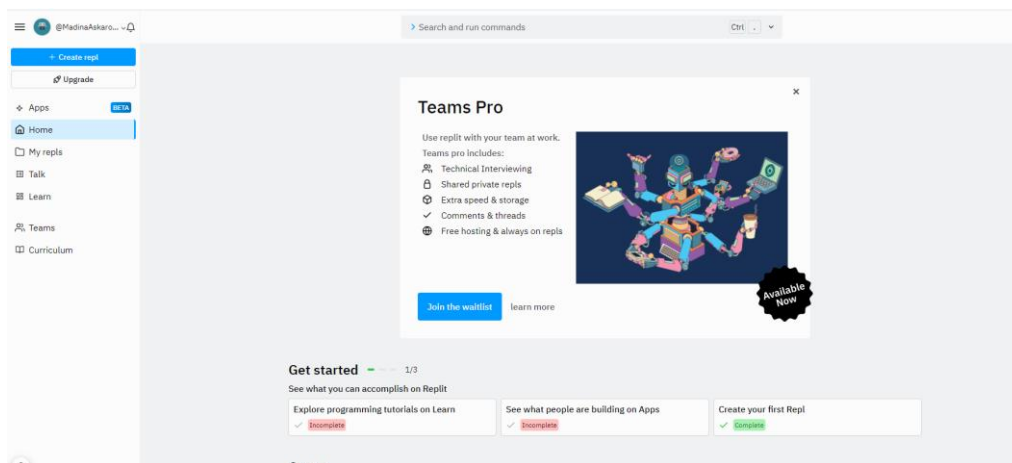 @MadinaAskaro...
Search and run commands
Ctrl .
+ Create repl
Upgrade
Apps BETA
Home
My repls
Talk
Learn
Teams
Curriculum
Teams Pro
Use replit with your team at work.
Teams pro includes:
Technical Interviewing
Shared private repls
Extra speed & storage
Comments & threads
Free hosting & always on repls
Join the waitlist learn more
Available
Now
Get started 1/3
See what you can accomplish on Replit
Explore programming tutorials on Learn
Incomplete
See what people are building on Apps
Incomplete
Create your first Repl
Complete